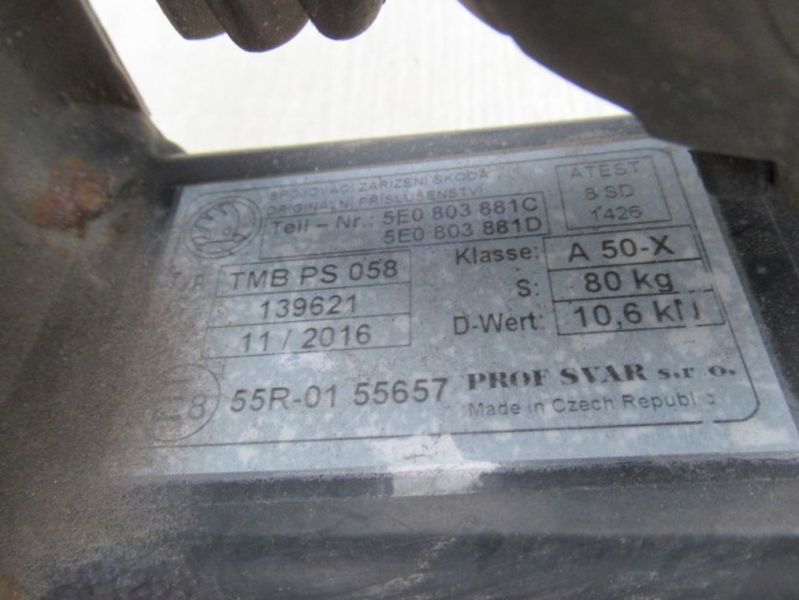 SPOJOVACÍ ZAŘÍZENÍ ŠKODA
ORIGINÁLNÍ PŘÍSLUŠENSTVÍ
Teil - Nr.: 5E0 803 881C
5E0 803 881D
ATEST
8 SD
1426
TMB PS 058
139621
11 / 2016
Klasse: A 50-X
S: 80 kg
D-Wert: 10,6 kN
E8 55R-01 55657
PROF SVAR s.r o.
Made in Czech Republic